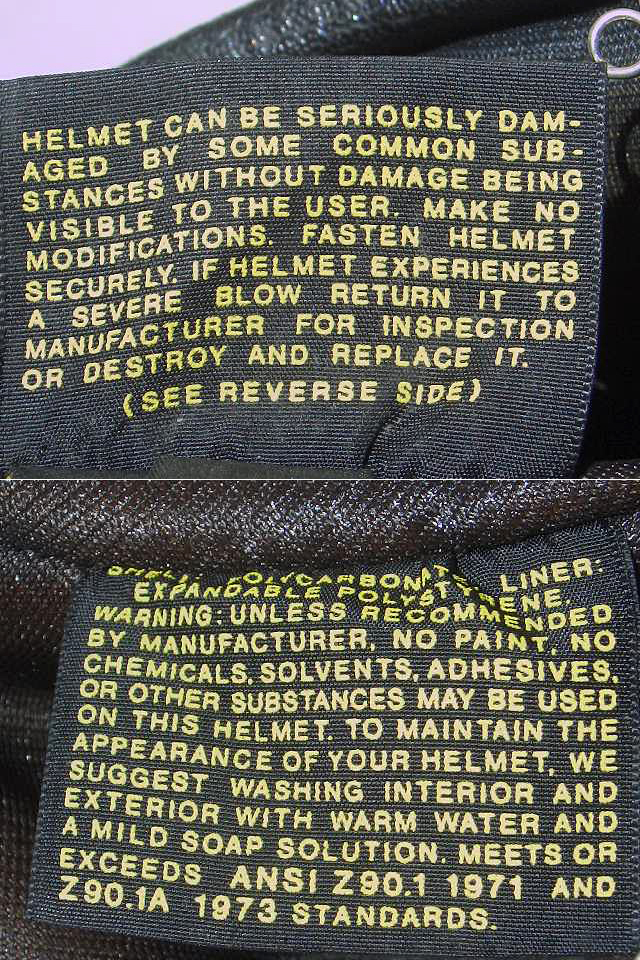 HELMET CAN BE SERIOUSLY DAM-
AGED BY SOME COMMON SUB-
STANCES WITHOUT DAMAGE BEING
VISIBLE TO THE USER. MAKE NO
MODIFICATIONS. FASTEN HELMET
SECURELY. IF HELMET EXPERIENCES
A SEVERE BLOW RETURN IT TO
MANUFACTURER FOR INSPECTION
OR DESTROY AND REPLACE IT.
(SEE REVERSE SIDE)
SHELL: POLYCARBONATE LINER:
EXPANDABLE POLYSTYRENE.
WARNING: UNLESS RECOMMENDED
BY MANUFACTURER, NO PAINT, NO
CHEMICALS, SOLVENTS, ADHESIVES,
OR OTHER SUBSTANCES MAY BE USED
ON THIS HELMET. TO MAINTAIN THE
APPEARANCE OF YOUR HELMET, WE
SUGGEST WASHING INTERIOR AND
EXTERIOR WITH WARM WATER AND
A MILD SOAP SOLUTION. MEETS OR
EXCEEDS ANSI Z90.1 1971 AND
Z90.1A 1973 STANDARDS.